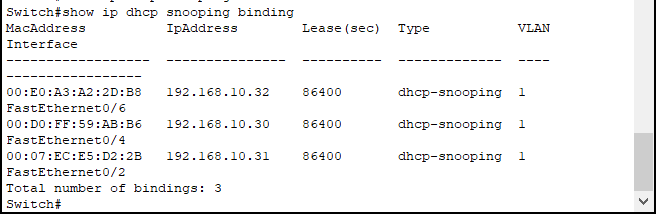 Switch#show ip dhcp snooping binding
MacAddress          IpAddress        Lease(sec)  Type           VLAN
Interface
------------------  ---------------  ----------  -------------  ----
-----------------
00:E0:A3:A2:2D:B8   192.168.10.32    86400       dhcp-snooping  1
FastEthernet0/6
00:D0:FF:59:AB:B6   192.168.10.30    86400       dhcp-snooping  1
FastEthernet0/4
00:07:EC:E5:D2:2B   192.168.10.31    86400       dhcp-snooping  1
FastEthernet0/2
Total number of bindings: 3
Switch#